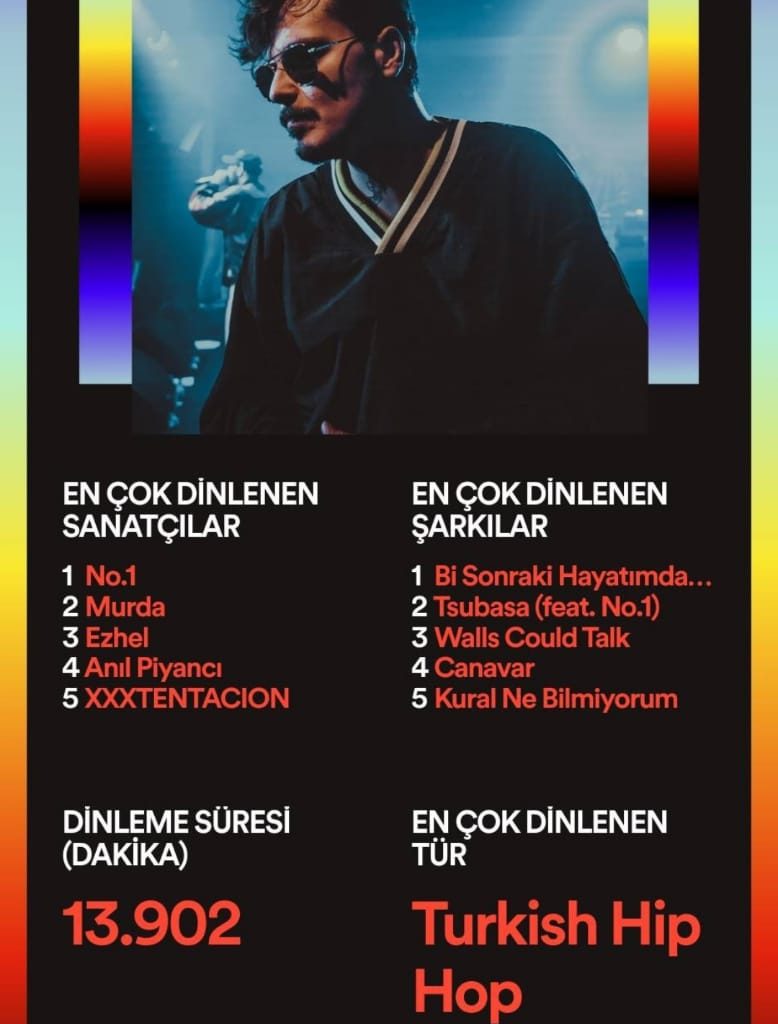 EN ÇOK DİNLENEN
SANATÇILAR
1 No.1
2 Murda
3 Ezhel
4 Anıl Piyancı
5 XXXTENTACION
EN ÇOK DİNLENEN
ŞARKILAR
1 Bi Sonraki Hayatımda...
2 Tsubasa (feat. No.1)
3 Walls Could Talk
4 Canavar
5 Kural Ne Bilmiyorum
DİNLEME SÜRESİ
(DAKİKA)
13.902
EN ÇOK DİNLENEN
TÜR
Turkish Hip
Hop